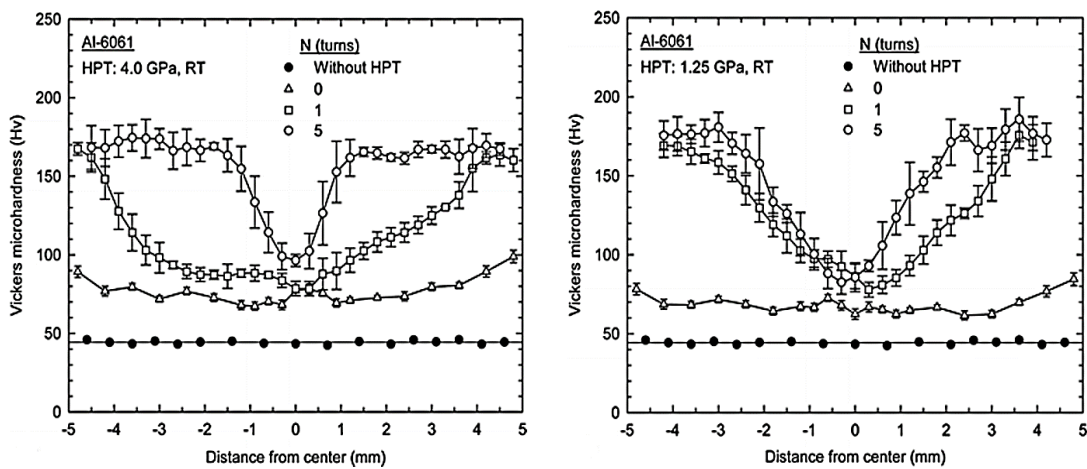 250
200
150
100
50
0
Vickers microhardness (Hv)
Al-6061
HPT: 4.0 GPa, RT
N (turns)
Without HPT
0
1
5
-5 -4 -3 -2 -1 0 1 2 3 4 5
Distance from center (mm)
250
200
150
100
50
0
Vickers microhardness (Hv)
Al-6061
HPT: 1.25 GPa, RT
N (turns)
Without HPT
0
1
5
-5 -4 -3 -2 -1 0 1 2 3 4 5
Distance from center (mm)